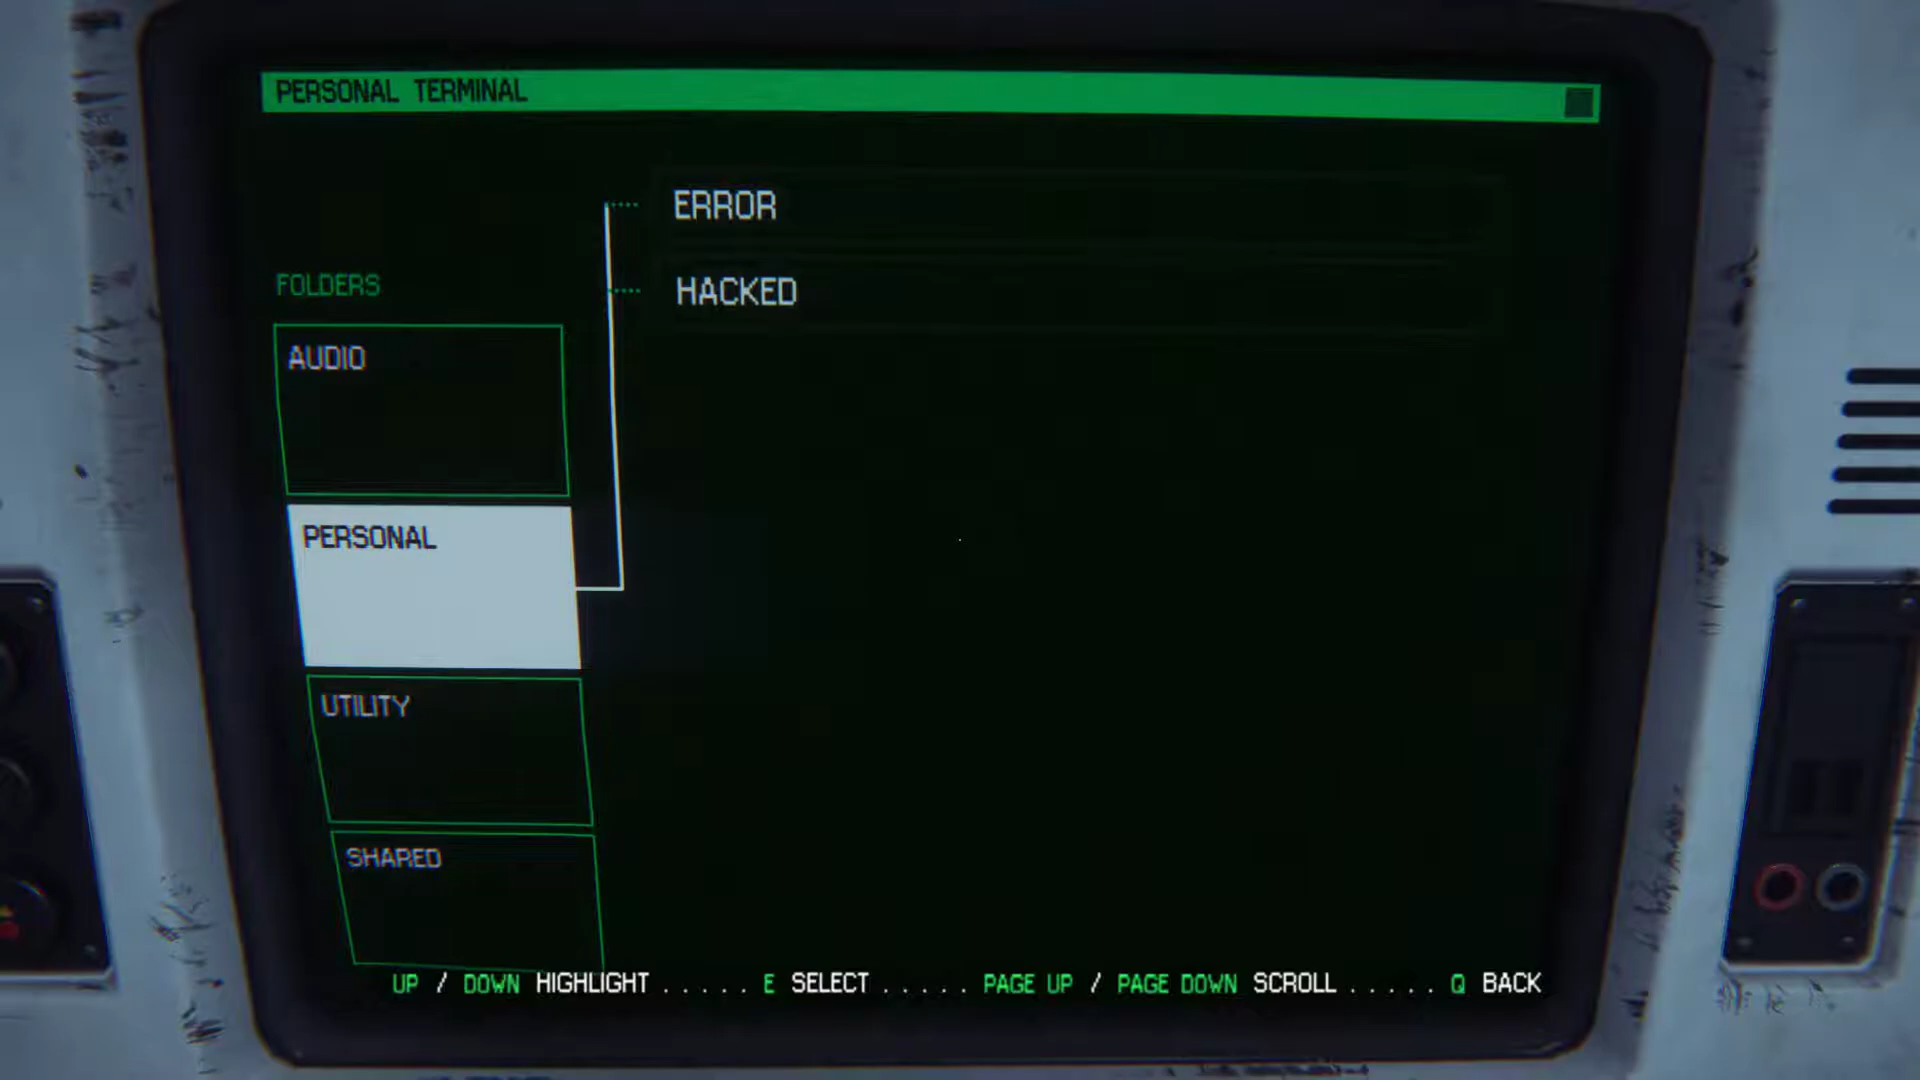 PERSONAL TERMINAL
FOLDERS
AUDIO
PERSONAL
UTILITY
SHARED
ERROR
HACKED
UP / DOWN HIGHLIGHT ..... E SELECT ..... PAGE UP / PAGE DOWN SCROLL ..... Q BACK